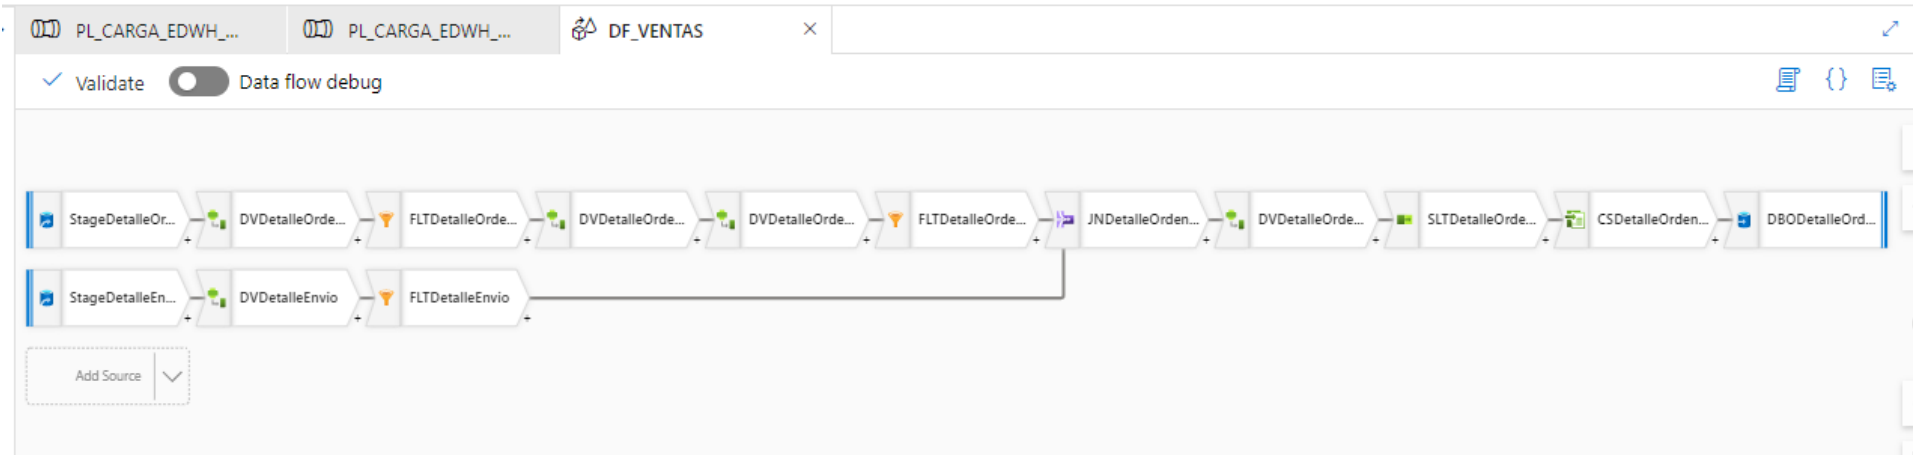 PL_CARGA_EDWH_... PL_CARGA_EDWH_... DF_VENTAS
Validate Data flow debug
StageDetalleOr... DVDetalleOrde... FLTDetalleOrde... DVDetalleOrde... DVDetalleOrde... FLTDetalleOrde... JNDetalleOrden... DVDetalleOrde... SLTDetalleOrde... CSDetalleOrden... DBODetalleOrd...
StageDetalleEn... DVDetalleEnvio FLTDetalleEnvio
Add Source